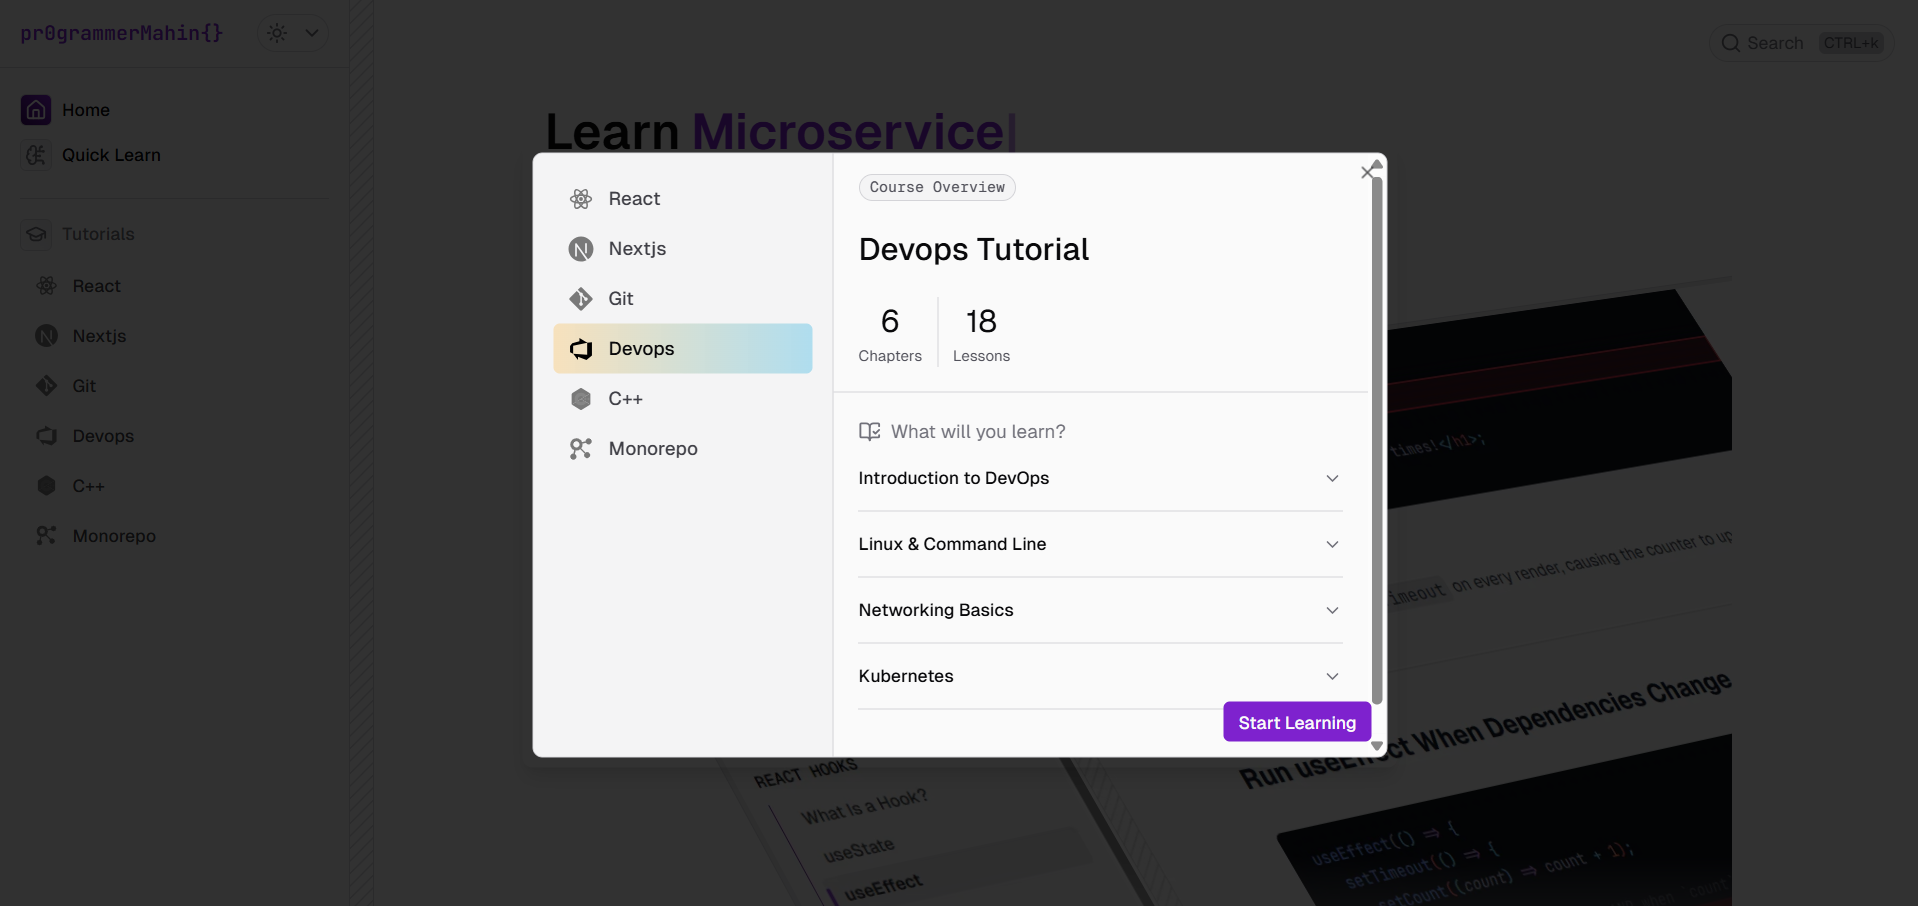 pr0grammerMahin{}
Home
Quick Learn
Tutorials
React
Nextjs
Git
Devops
C++
Monorepo
Search CTRL+k
Learn Microservice
React
Nextjs
Git
Devops
C++
Monorepo
Course Overview
Devops Tutorial
6
Chapters
18
Lessons
What will you learn?
Introduction to DevOps
Linux & Command Line
Networking Basics
Kubernetes
Start Learning
times!</h1>;
on every render, causing the counter to
Run useEffect When Dependencies Change
REACT HOOKS
What Is a Hook?
useState
useEffect
useEffect(() => {
setTimeout(() => {
setCount((count) => count + 1);